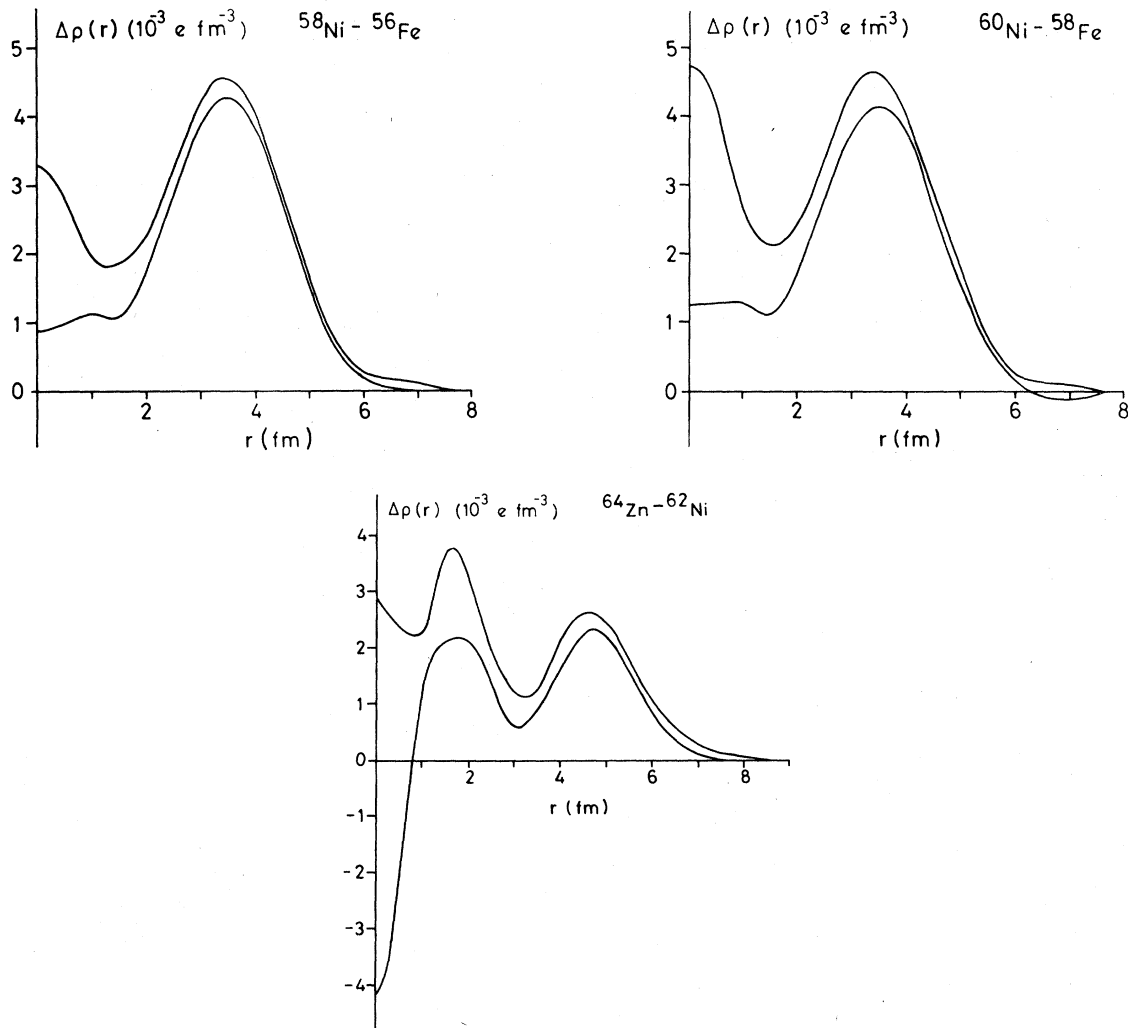 Δρ(r) (10⁻³ e fm⁻³) ⁵⁸Ni – ⁵⁶Fe
5
4
3
2
1
0
2 4 6 8
r (fm)
Δρ(r) (10⁻³ e fm⁻³) ⁶⁰Ni – ⁵⁸Fe
5
4
3
2
1
0
2 4 6 8
r (fm)
Δρ(r) (10⁻³ e fm⁻³) ⁶⁴Zn – ⁶²Ni
4
3
2
1
0
2 4 6 8
r (fm)
-1
-2
-3
-4